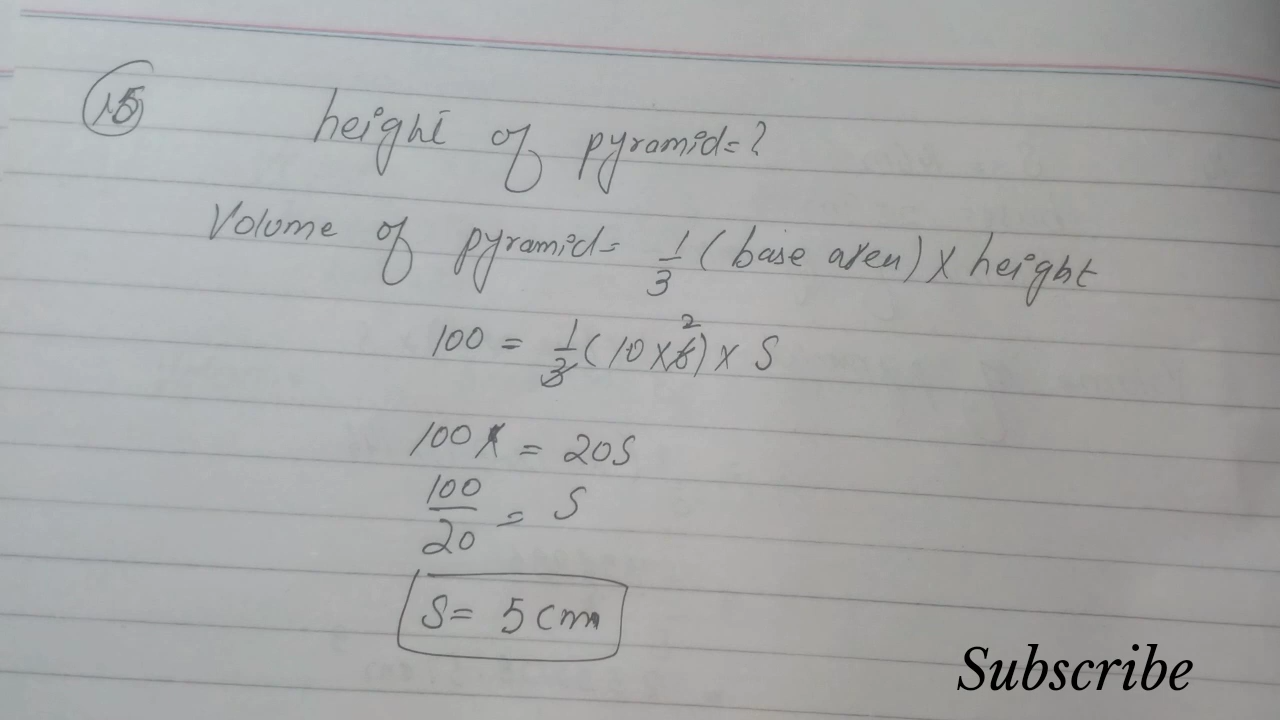 15
height of pyramid = ?
Volume of pyramid = 1/3 (base area) × height
100 = 1/3 (10 × 6) × S
2
100 = 20S
100/20 = S
S = 5 cm
Subscribe